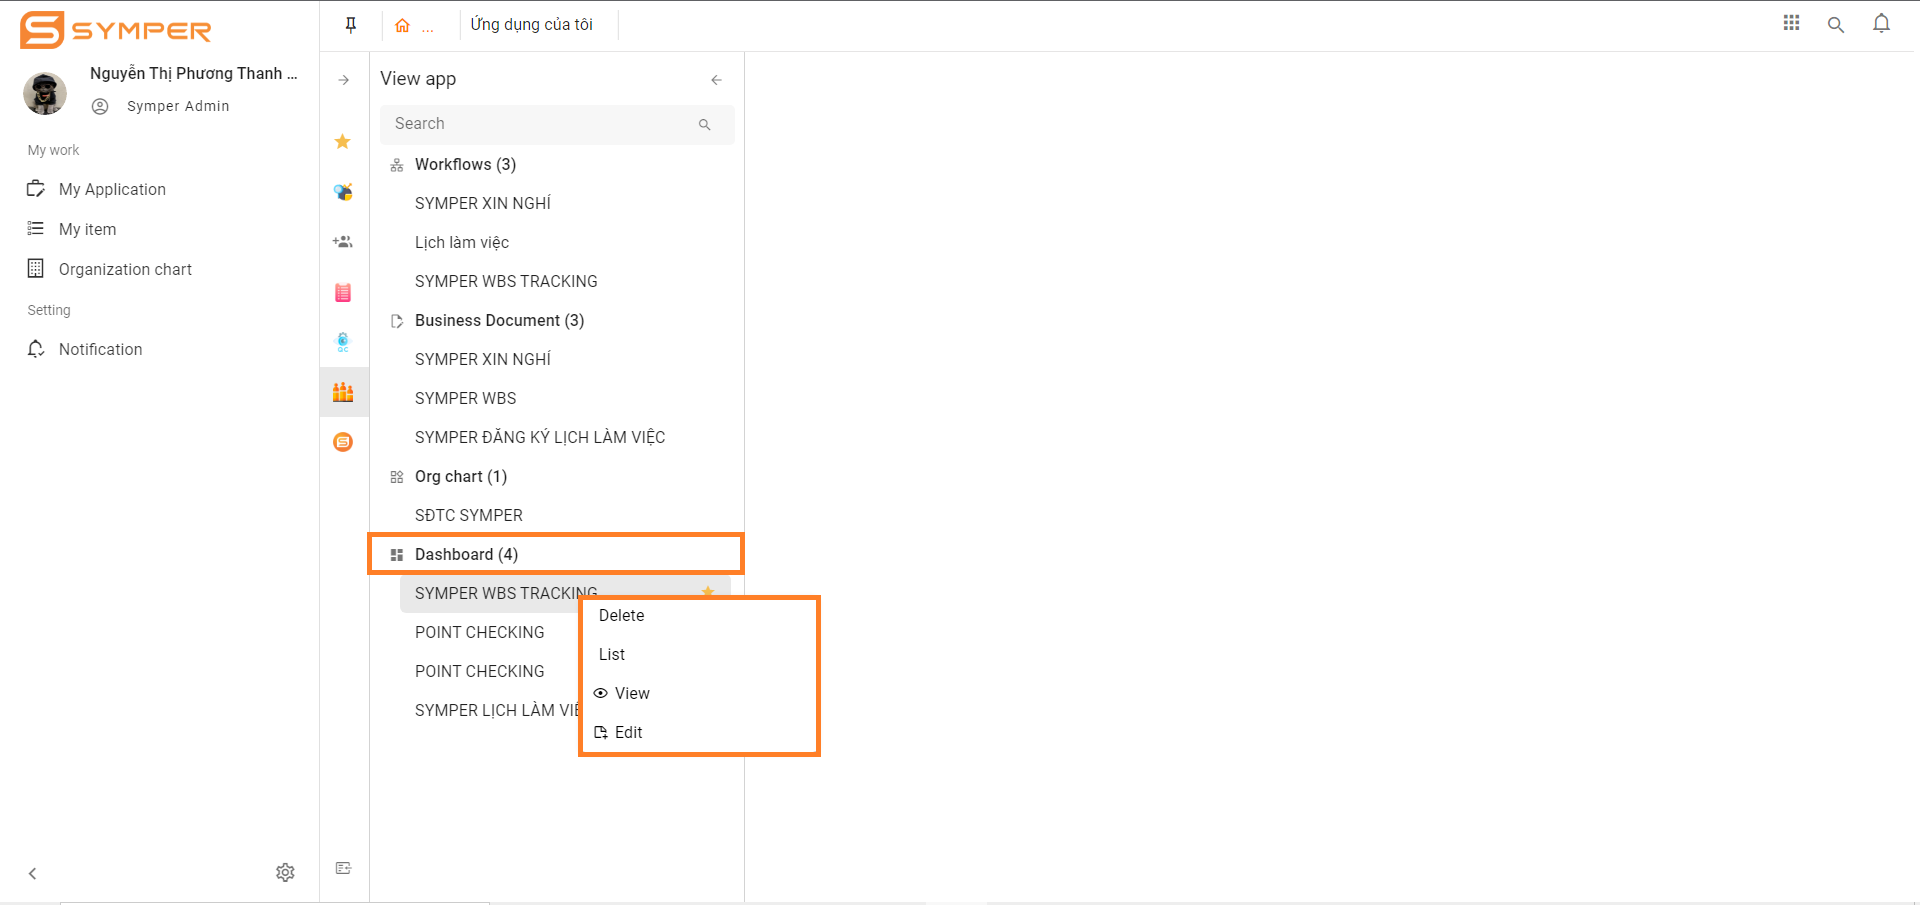 SYMPER
Nguyễn Thị Phương Thanh ...
Symper Admin
My work
My Application
My item
Organization chart
Setting
Notification
... Ứng dụng của tôi
View app
Search
Workflows (3)
SYMPER XIN NGHÍ
Lịch làm việc
SYMPER WBS TRACKING
Business Document (3)
SYMPER XIN NGHÍ
SYMPER WBS
SYMPER ĐĂNG KÝ LỊCH LÀM VIỆC
Org chart (1)
SĐTC SYMPER
Dashboard (4)
SYMPER WBS TRACKING
POINT CHECKING
POINT CHECKING
SYMPER LỊCH LÀM VIỆ
Delete
List
View
Edit